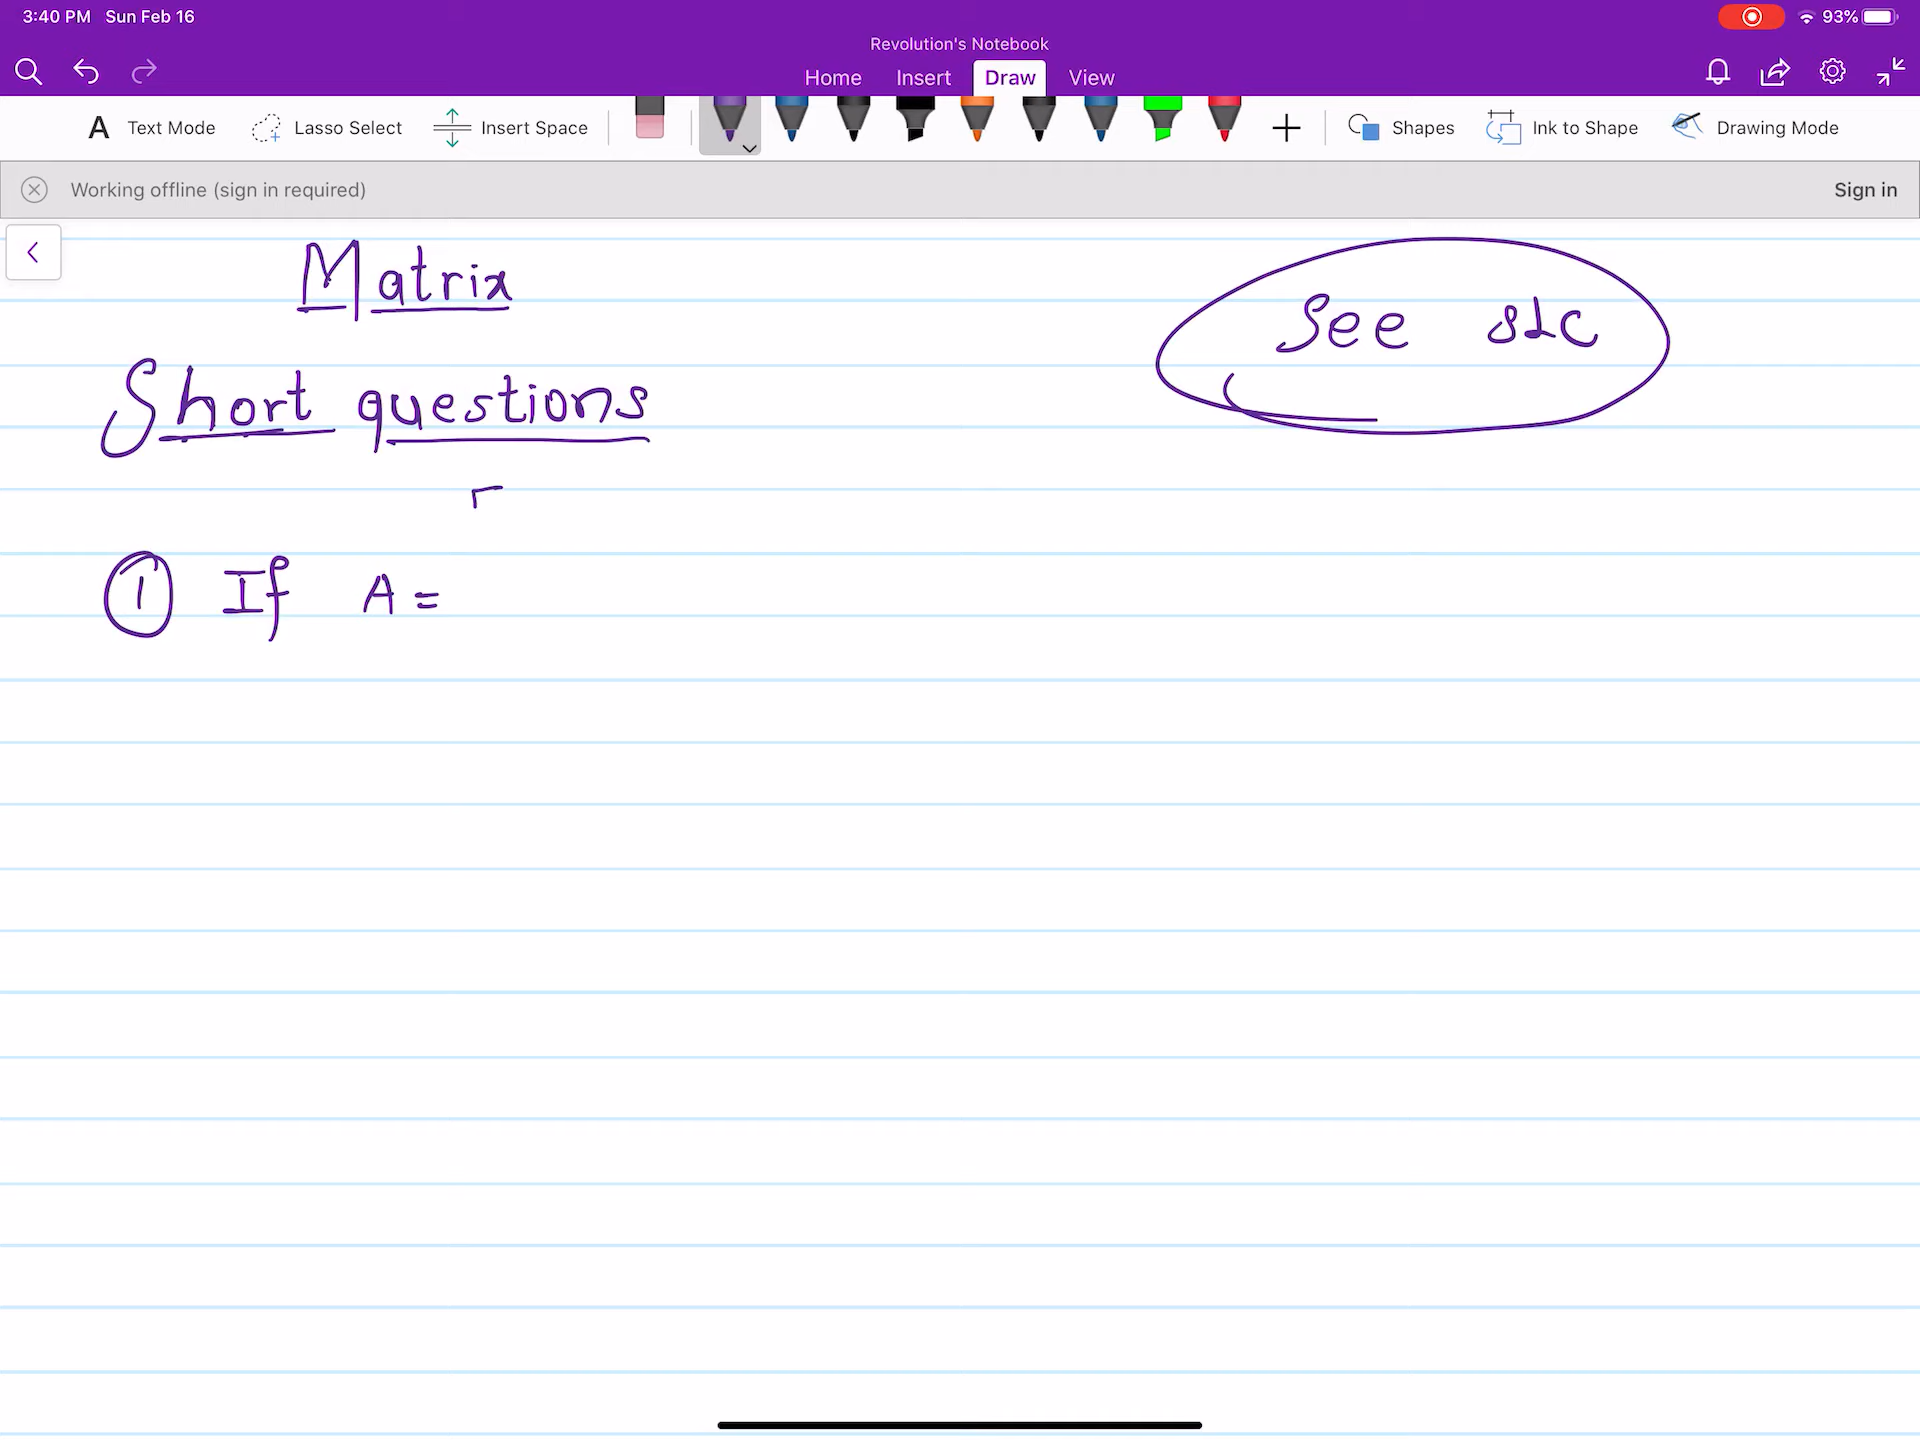 3:40 PM Sun Feb 16
93%
Revolution's Notebook
Home Insert Draw View
A Text Mode Lasso Select Insert Space Shapes Ink to Shape Drawing Mode
Working offline (sign in required) Sign in
Matrix
See
Short questions
① If A =